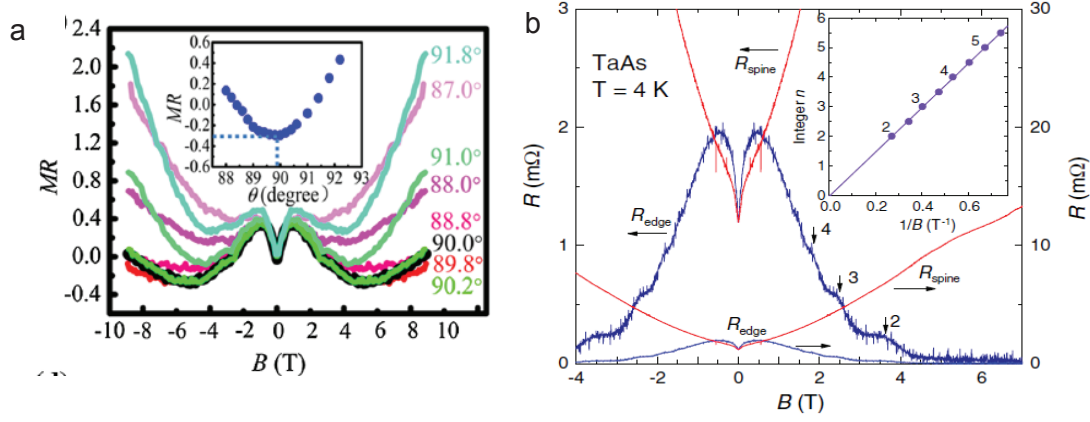 a
2.4
2.0
1.6
1.2
0.8
0.4
0.0
-0.4
MR
-10 -8 -6 -4 -2 0 2 4 6 8 10
B (T)
91.8°
87.0°
91.0°
88.0°
88.8°
90.0°
89.8°
90.2°
0.6
0.4
0.2
0.0
-0.2
-0.4
-0.6
MR
88 89 90 91 92
θ (degree)
b
3
2
1
0
R (mΩ)
TaAs
T = 4 K
R_spine
R_edge
R_edge
R_spine
4
3
2
30
20
10
0
R (mΩ)
-4 -2 0 2 4 6
B (T)
6
5
4
3
2
1
0
Integer n
2
3
4
5
0.0 0.2 0.4 0.6
1/B (T⁻¹)